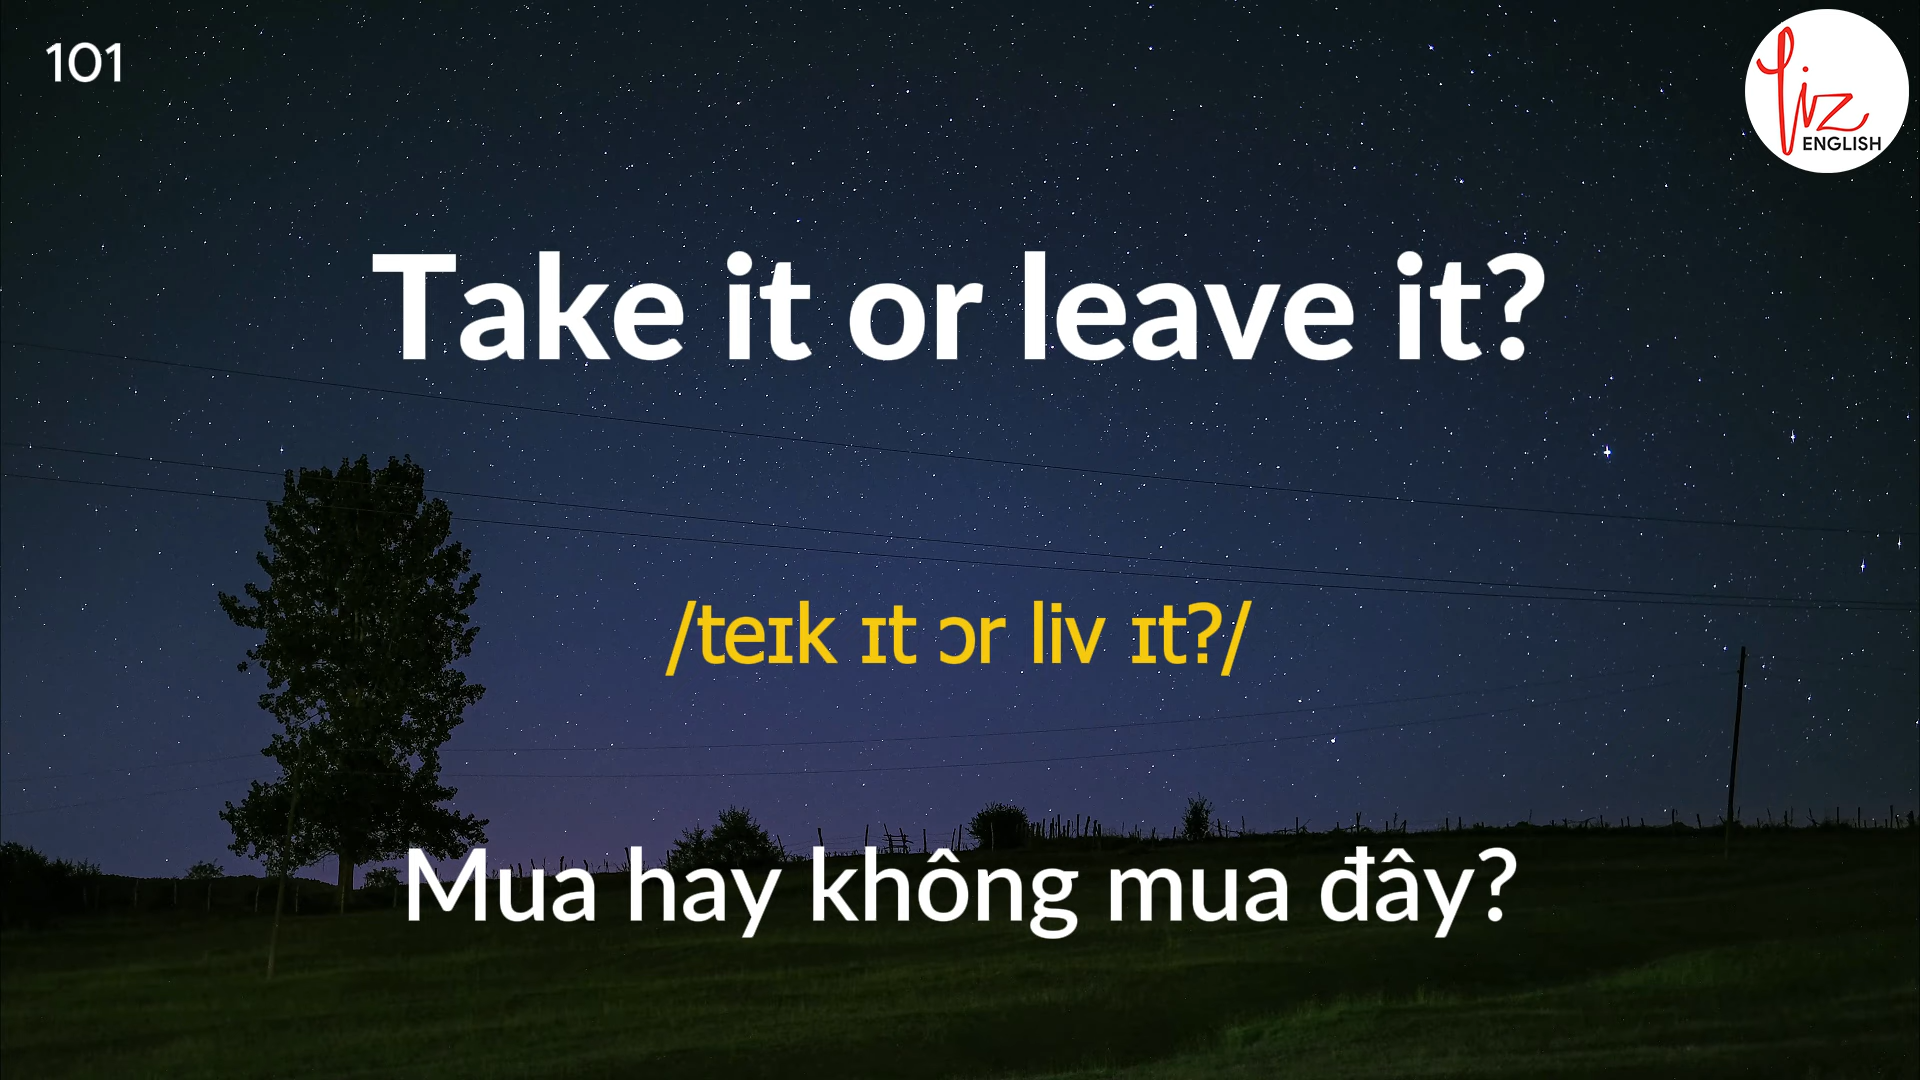 101
Liz
ENGLISH
Take it or leave it?
/teɪk ɪt ɔr liv ɪt?/
Mua hay không mua đây?